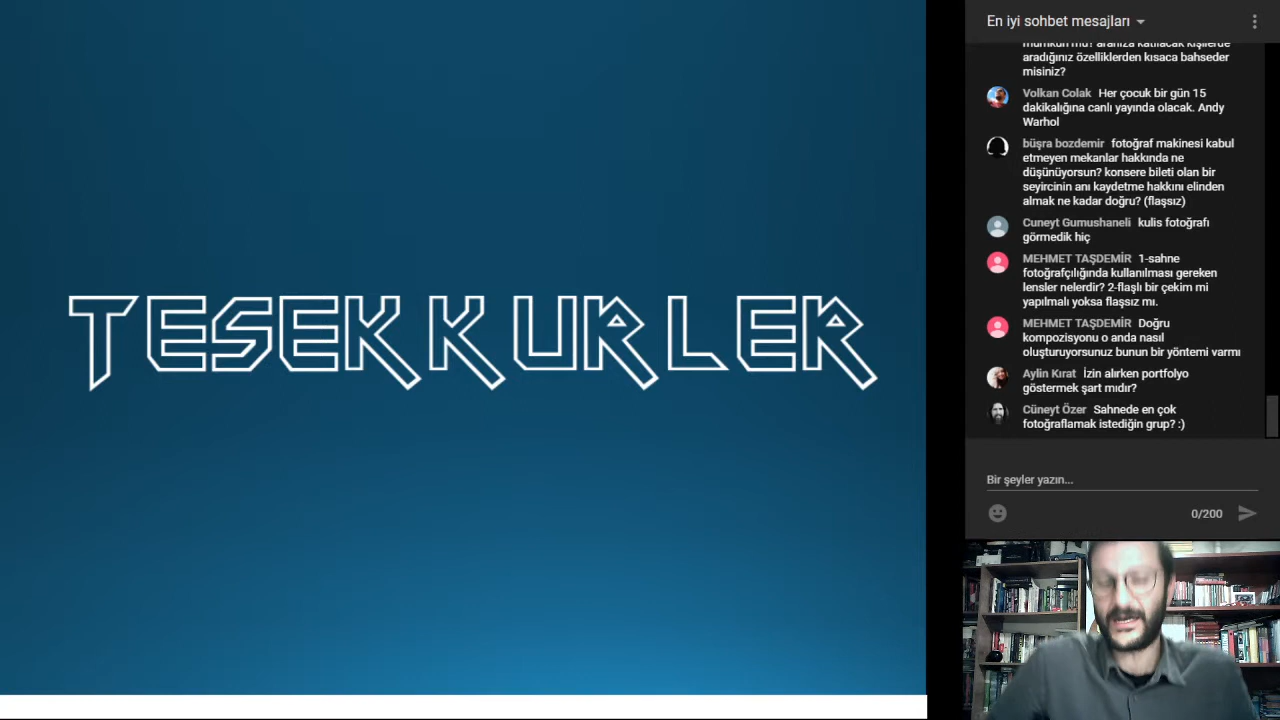 TESEKKURLER
En iyi sohbet mesajları
mümkün mü? aranıza katılacak kişilerde
aradığınız özelliklerden kısaca bahseder
misiniz?
Volkan Colak Her çocuk bir gün 15
dakikalığına canlı yayında olacak. Andy
Warhol
büşra bozdemir fotoğraf makinesi kabul
etmeyen mekanlar hakkında ne
düşünüyorsun? konsere bileti olan bir
seyircinin anı kaydetme hakkını elinden
almak ne kadar doğru? (flaşsız)
Cuneyt Gumushaneli kulis fotoğrafı
görmedik hiç
MEHMET TAŞDEMİR 1-sahne
fotoğrafçılığında kullanılması gereken
lensler nelerdir? 2-flaşlı bir çekim mi
yapılmalı yoksa flaşsız mı.
MEHMET TAŞDEMİR Doğru
kompozisyonu o anda nasıl
oluşturuyorsunuz bunun bir yöntemi varmı
Aylin Kırat İzin alırken portfolyo
göstermek şart mıdır?
Cüneyt Özer Sahnede en çok
fotoğraflamak istediğin grup? :)
Bir şeyler yazın...
0/200